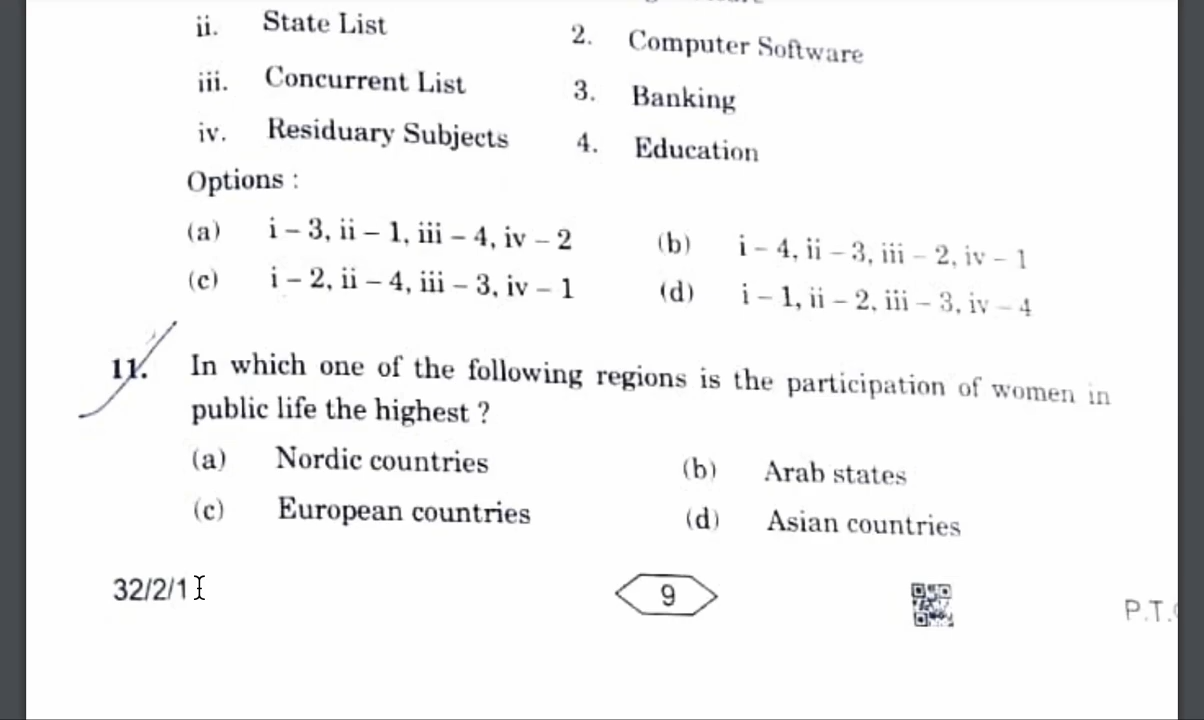 ii. State List 2. Computer Software
iii. Concurrent List 3. Banking
iv. Residuary Subjects 4. Education
Options :
(a) i – 3, ii – 1, iii – 4, iv – 2 (b) i – 4, ii – 3, iii – 2, iv – 1
(c) i – 2, ii – 4, iii – 3, iv – 1 (d) i – 1, ii – 2, iii – 3, iv – 4
11. In which one of the following regions is the participation of women in
public life the highest ?
(a) Nordic countries (b) Arab states
(c) European countries (d) Asian countries
32/2/1 9 P.T.